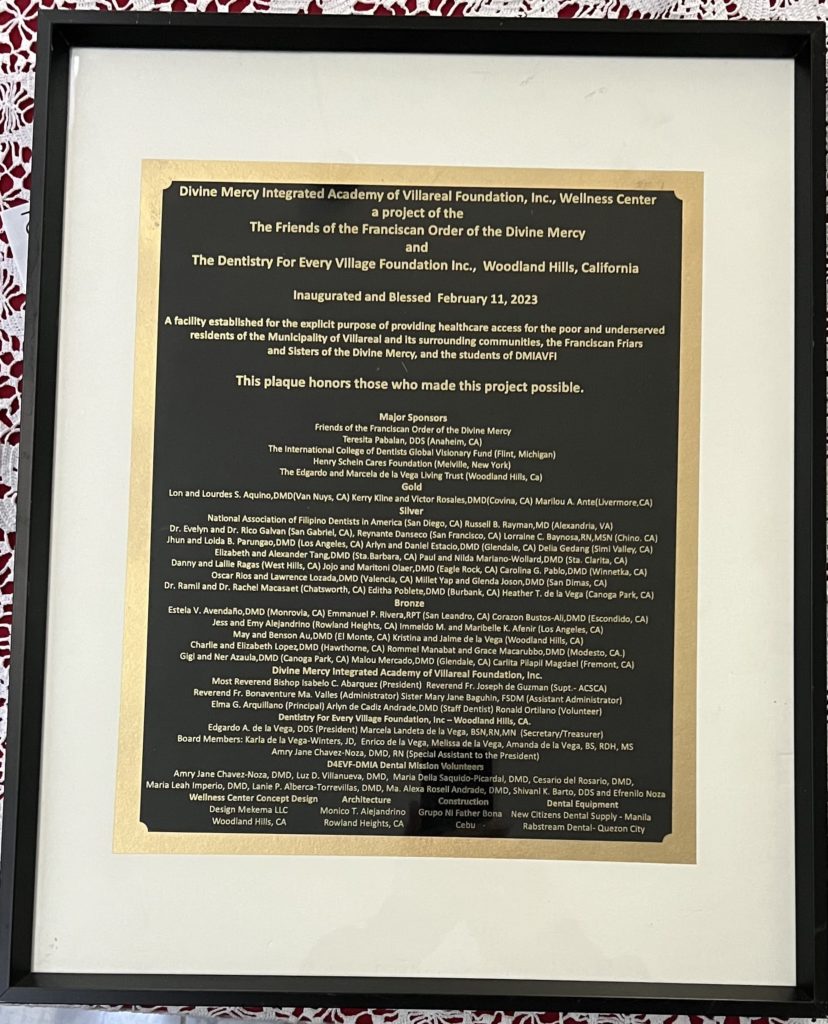 Divine Mercy Integrated Academy of Villareal Foundation, Inc., Wellness Center
a project of the
The Friends of the Franciscan Order of the Divine Mercy
and
The Dentistry For Every Village Foundation Inc., Woodland Hills, California
Inaugurated and Blessed February 11, 2023
A facility established for the explicit purpose of providing healthcare access for the poor and underserved
residents of the Municipality of Villareal and its surrounding communities, the Franciscan Friars
and Sisters of the Divine Mercy, and the students of DMIAVFI
This plaque honors those who made this project possible.
Major Sponsors
Friends of the Franciscan Order of the Divine Mercy
Teresita Pabalan, DDS (Anaheim, CA)
The International College of Dentists Global Visionary Fund (Flint, Michigan)
Henry Schein Cares Foundation (Melville, New York)
The Edgardo and Marcela de la Vega Living Trust (Woodland Hills, Ca)
Gold
Lon and Lourdes S. Aquino,DMD(Van Nuys, CA) Kerry Kline and Victor Rosales,DMD(Covina, CA) Marilou A. Ante(Livermore,CA)
Silver
National Association of Filipino Dentists in America (San Diego, CA) Russell B. Rayman,MD (Alexandria, VA)
Dr. Evelyn and Dr. Rico Galvan (San Gabriel, CA), Reynante Danseco (San Francisco, CA) Lorraine C. Baynosa,RN,MSN (Chino. CA)
Jhun and Loida B. Parungao,DMD (Los Angeles, CA) Arlyn and Daniel Estacio,DMD (Glendale, CA) Delia Gedang (Simi Valley, CA)
Elizabeth and Alexander Tang,DMD (Sta.Barbara, CA) Paul and Nilda Mariano-Wollard,DMD (Sta. Clarita, CA)
Danny and Lallie Ragas (West Hills, CA) Jojo and Maritoni Olaer,DMD (Eagle Rock, CA) Carolina G. Pablo,DMD (Winnetka, CA)
Oscar Rios and Lawrence Lozada,DMD (Valencia, CA) Millet Yap and Glenda Joson,DMD (San Dimas, CA)
Dr. Ramil and Dr. Rachel Macasaet (Chatsworth, CA) Editha Poblete,DMD (Burbank, CA) Heather T. de la Vega (Canoga Park, CA)
Bronze
Estela V. Avendaño,DMD (Monrovia, CA) Emmanuel P. Rivera,RPT (San Leandro, CA) Corazon Bustos-Ali,DMD (Escondido, CA)
Jess and Emy Alejandrino (Rowland Heights, CA) Immeldo M. and Maribelle K. Afenir (Los Angeles, CA)
May and Benson Au,DMD (El Monte, CA) Kristina and Jaime de la Vega (Woodland Hills, CA)
Charlie and Elizabeth Lopez,DMD (Hawthorne, CA) Rommel Manabat and Grace Macarubbo,DMD (Modesto, CA.)
Gigi and Ner Azaula,DMD (Canoga Park, CA) Malou Mercado,DMD (Glendale, CA) Carlita Pilapil Magdael (Fremont, CA)
Divine Mercy Integrated Academy of Villareal Foundation, Inc.
Most Reverend Bishop Isabelo C. Abarquez (President) Reverend Fr. Joseph de Guzman (Supt.- ACSCA)
Reverend Fr. Bonaventure Ma. Valles (Administrator) Sister Mary Jane Baguhin, FSDM (Assistant Administrator)
Elma G. Arquillano (Principal) Arlyn de Cadiz Andrade,DMD (Staff Dentist) Ronald Ortilano (Volunteer)
Dentistry For Every Village Foundation, Inc – Woodland Hills, CA.
Edgardo A. de la Vega, DDS (President) Marcela Landeta de la Vega, BSN,RN,MN (Secretary/Treasurer)
Board Members: Karla de la Vega-Winters, JD, Enrico de la Vega, Melissa de la Vega, Amanda de la Vega, BS, RDH, MS
Amry Jane Chavez-Noza, DMD, RN (Special Assistant to the President)
D4EVF-DMIA Dental Mission Volunteers
Amry Jane Chavez-Noza, DMD, Luz D. Villanueva, DMD, Maria Delia Saquido-Picardal, DMD, Cesario del Rosario, DMD,
Maria Leah Imperio, DMD, Lanie P. Alberca-Torrevillas, DMD, Ma. Alexa Rosell Andrade, DMD, Shivani K. Barto, DDS and Efrenilo Noza
Wellness Center Concept Design Architecture Construction Dental Equipment
Design Mekema LLC Monico T. Alejandrino Grupo Ni Father Bona New Citizens Dental Supply - Manila
Woodland Hills, CA Rowland Heights, CA Cebu - Rabstream Dental- Quezon City